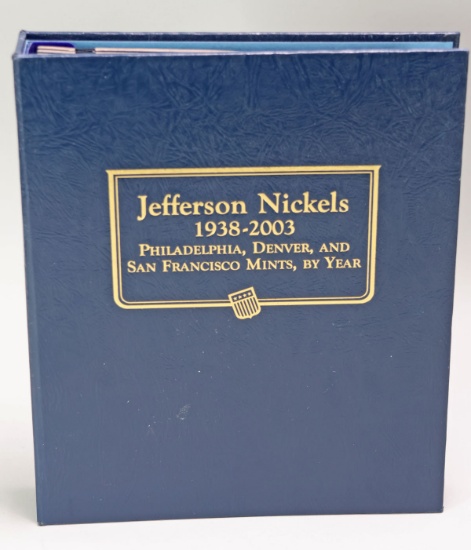 Jefferson Nickels
1938-2003
Philadelphia, Denver, and
San Francisco Mints, by Year